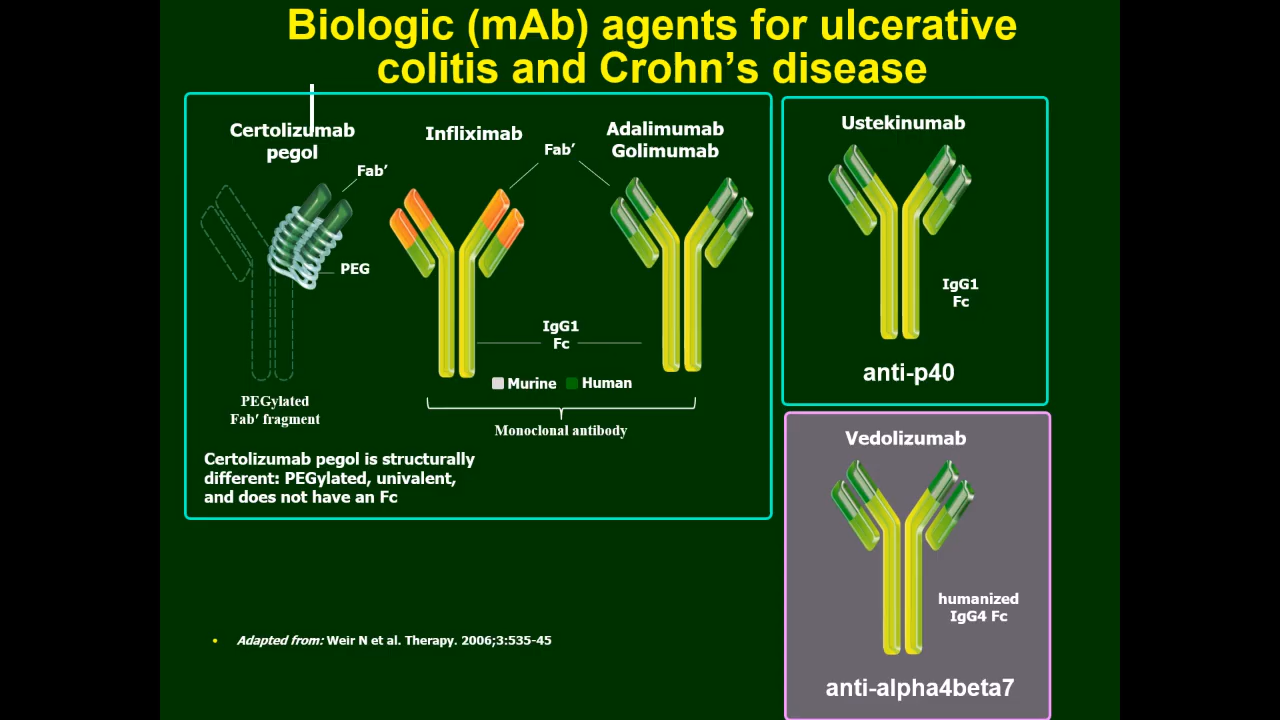 Biologic (mAb) agents for ulcerative
colitis and Crohn’s disease
Certolizumab
pegol
Infliximab
Adalimumab
Golimumab
Fab′
Fab′
PEG
IgG1
Fc
Murine Human
PEGylated
Fab′ fragment
Monoclonal antibody
Certolizumab pegol is structurally
different: PEGylated, univalent,
and does not have an Fc
Ustekinumab
IgG1
Fc
anti-p40
Vedolizumab
humanized
IgG4 Fc
anti-alpha4beta7
• Adapted from: Weir N et al. Therapy. 2006;3:535-45